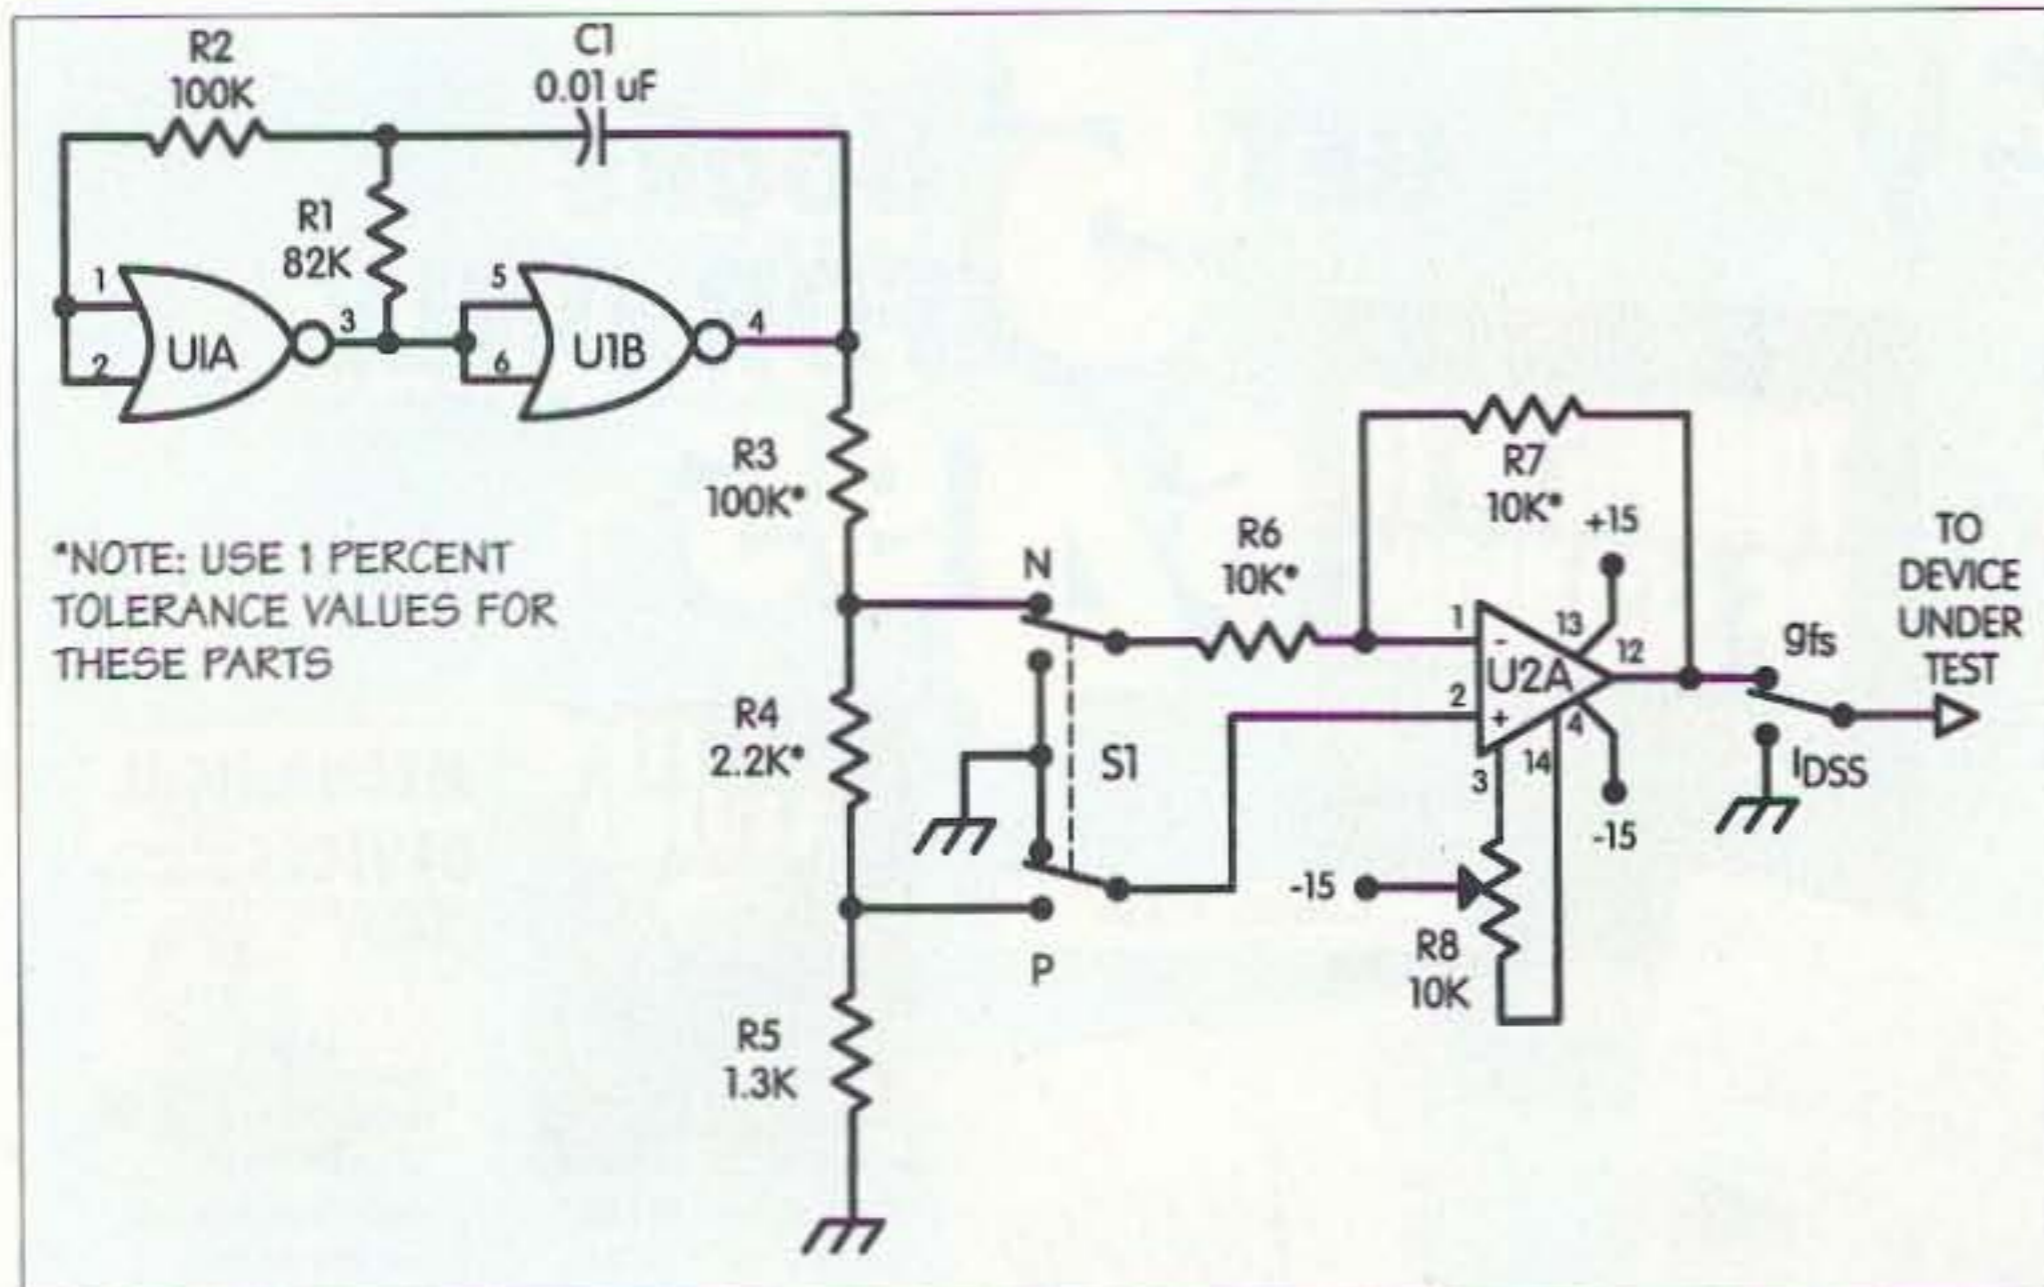 R2
100K
C1
0.01 uF
R1
82K
1
2
U1A
3
5
6
U1B
4
R3
100K*
*NOTE: USE 1 PERCENT
TOLERANCE VALUES FOR
THESE PARTS
N
R6
10K*
R7
10K*
+15
TO
DEVICE
UNDER
TEST
1
13
12
gfs
U2A
-
R4
2.2K*
2
+
4
S1
3
14
IDSS
-15
-15
P
R8
10K
R5
1.3K